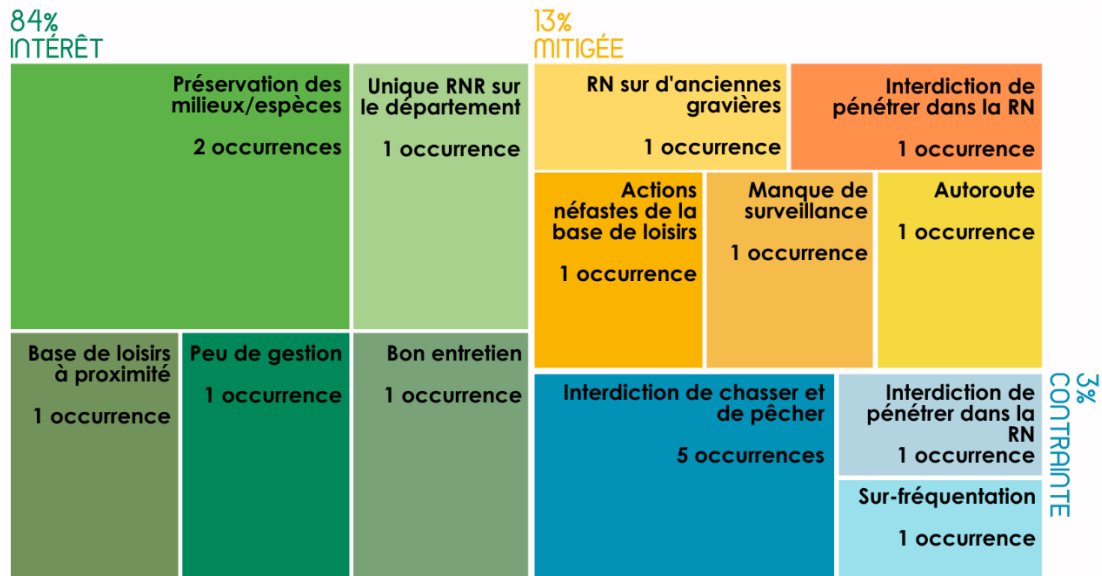 84%
INTÉRÊT
Préservation des
milieux/espèces
2 occurrences
Unique RNR sur
le département
1 occurrence
Base de loisirs
à proximité
1 occurrence
Peu de gestion
1 occurrence
Bon entretien
1 occurrence
13%
MITIGÉE
RN sur d'anciennes
gravières
1 occurrence
Interdiction de
pénétrer dans la RN
1 occurrence
Actions
néfastes de la
base de loisirs
1 occurrence
Manque de
surveillance
1 occurrence
Autoroute
1 occurrence
3%
CONTRAINTE
Interdiction de chasser et
de pêcher
5 occurrences
Interdiction de
pénétrer dans la
RN
1 occurrence
Sur-fréquentation
1 occurrence